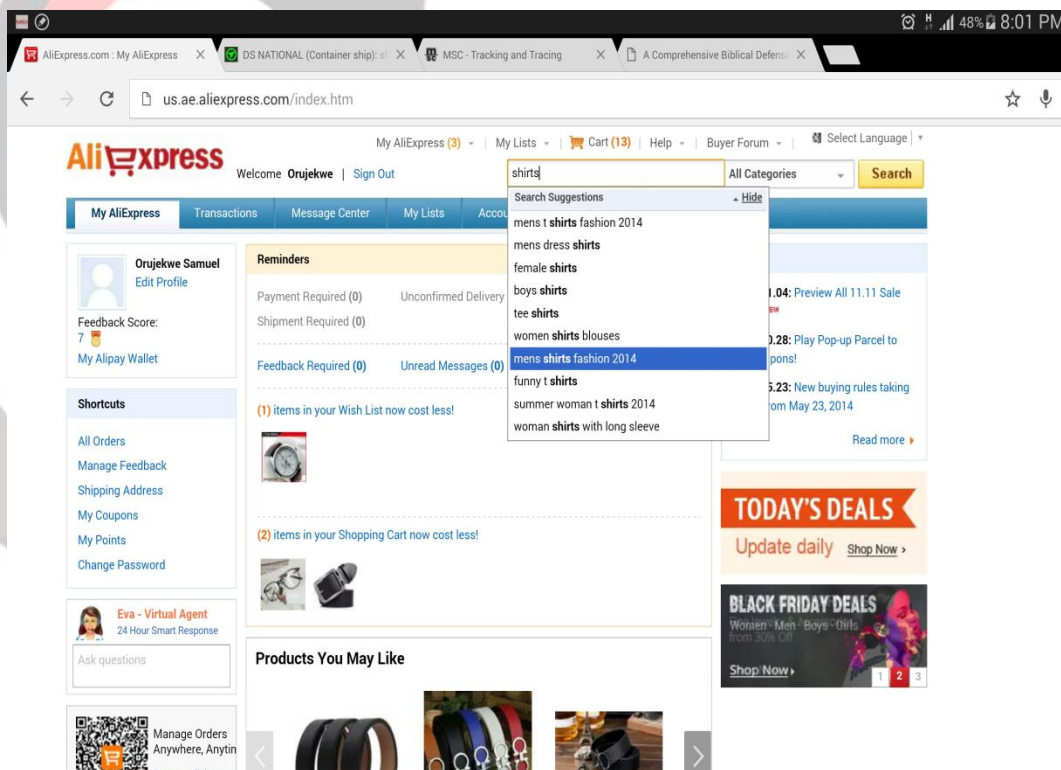 48% 8:01 PM
AliExpress.com : My AliExpress
DS NATIONAL (Container ship):
MSC - Tracking and Tracing
A Comprehensive Biblical Defense
us.ae.aliexpress.com/index.htm
AliExpress
My AliExpress (3) | My Lists | Cart (13) | Help | Buyer Forum | Select Language
Welcome Orujekwe | Sign Out
shirts
All Categories
Search
My AliExpress
Transactions
Message Center
My Lists
Search Suggestions
Hide
mens t shirts fashion 2014
mens dress shirts
female shirts
boys shirts
tee shirts
women shirts blouses
mens shirts fashion 2014
funny t shirts
summer woman t shirts 2014
woman shirts with long sleeve
Orujekwe Samuel
Edit Profile
Feedback Score:
7
My Alipay Wallet
Shortcuts
All Orders
Manage Feedback
Shipping Address
My Coupons
My Points
Change Password
Eva - Virtual Agent
24 Hour Smart Response
Ask questions
Manage Orders
Anywhere,
Reminders
Payment Required (0)
Unconfirmed Delivery
Shipment Required (0)
Feedback Required (0)
Unread Messages (0)
(1) items in your Wish List now cost less!
(2) items in your Shopping Cart now cost less!
Products You May Like
1.04: Preview All 11.11 Sale
.28: Play Pop-up Parcel to
.23: New buying rules taking
May 23, 2014
Read more
TODAY'S DEALS
Update daily Shop Now
BLACK FRIDAY DEALS
Women Men Boys Girls
from 30% Off
Shop Now
1 2 3